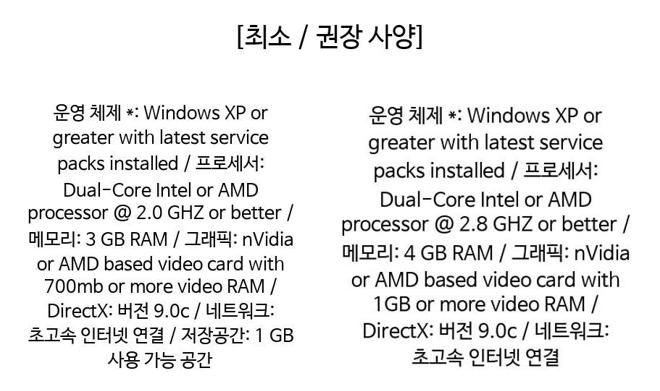 [최소 / 권장 사양]
운영 체제 *: Windows XP or
greater with latest service
packs installed / 프로세서:
Dual-Core Intel or AMD
processor @ 2.0 GHZ or better /
메모리: 3 GB RAM / 그래픽: nVidia
or AMD based video card with
700mb or more video RAM /
DirectX: 버전 9.0c / 네트워크:
초고속 인터넷 연결 / 저장공간: 1 GB
사용 가능 공간
운영 체제 *: Windows XP or
greater with latest service
packs installed / 프로세서:
Dual-Core Intel or AMD
processor @ 2.8 GHZ or better /
메모리: 4 GB RAM / 그래픽: nVidia
or AMD based video card with
1GB or more video RAM /
DirectX: 버전 9.0c / 네트워크:
초고속 인터넷 연결